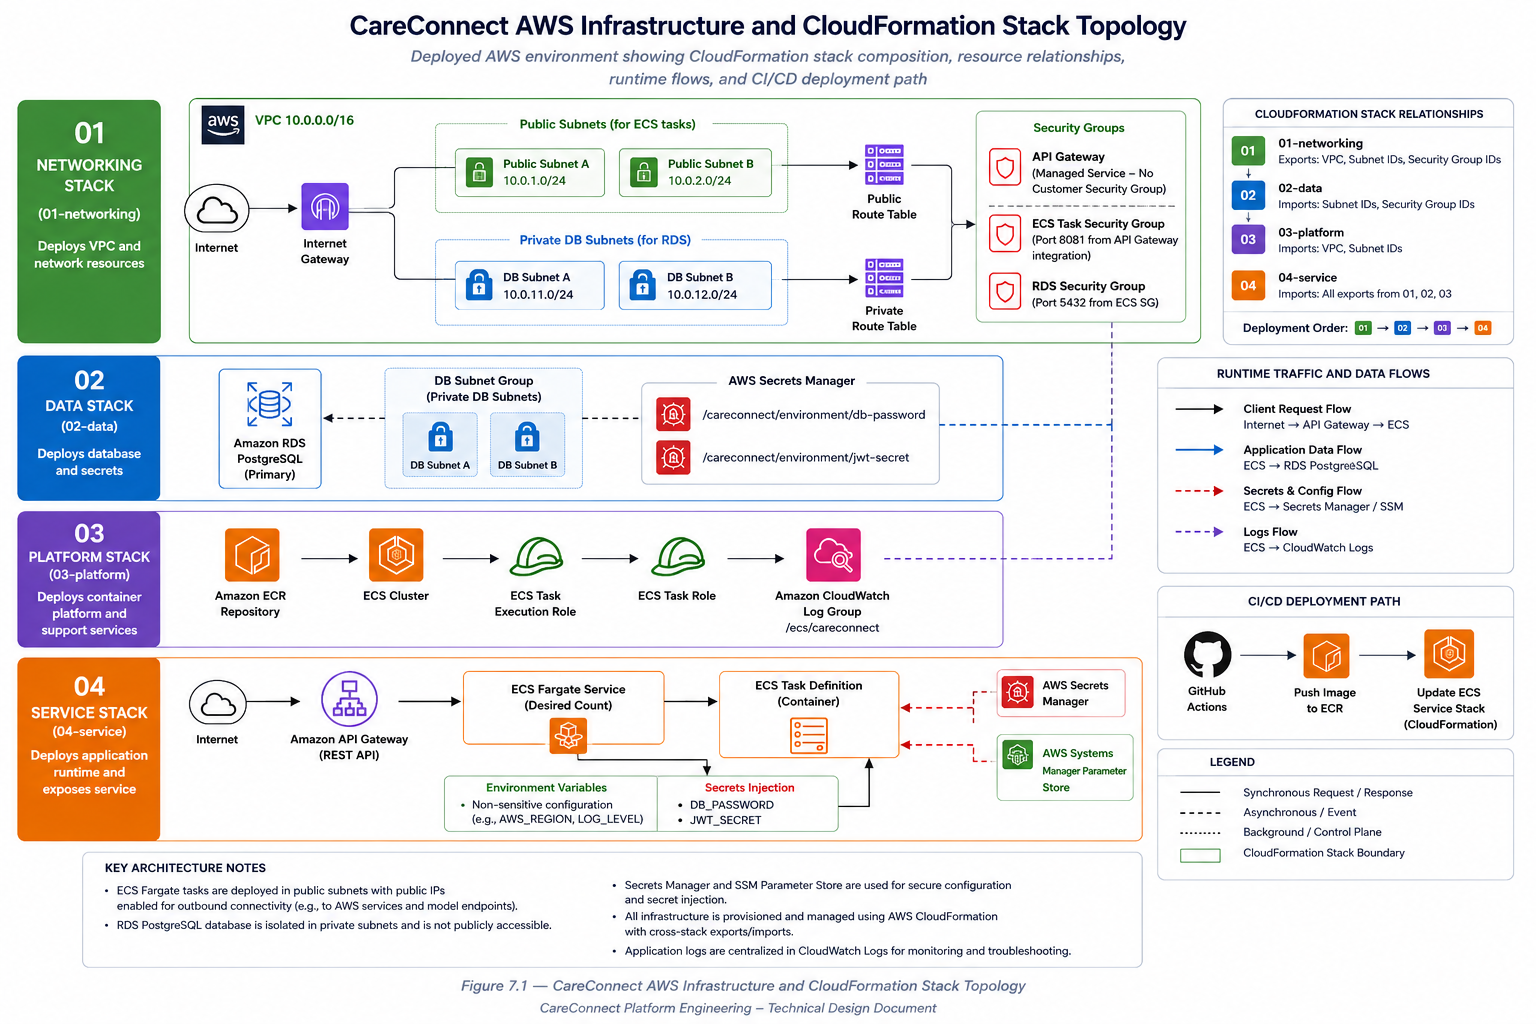 CareConnect AWS Infrastructure and CloudFormation Stack Topology
Deployed AWS environment showing CloudFormation stack composition, resource relationships,
runtime flows, and CI/CD deployment path
01
NETWORKING
STACK
(01-networking)
Deploys VPC and
network resources
aws
VPC 10.0.0.0/16
Internet
Internet
Gateway
Public Subnets (for ECS tasks)
Public Subnet A
10.0.1.0/24
Public Subnet B
10.0.2.0/24
Private DB Subnets (for RDS)
DB Subnet A
10.0.11.0/24
DB Subnet B
10.0.12.0/24
Public
Route Table
Private
Route Table
Security Groups
API Gateway
(Managed Service – No
Customer Security Group)
ECS Task Security Group
(Port 8081 from API Gateway
integration)
RDS Security Group
(Port 5432 from ECS SG)
CLOUDFORMATION STACK RELATIONSHIPS
01
01-networking
Exports: VPC, Subnet IDs, Security Group IDs
02
02-data
Imports: Subnet IDs, Security Group IDs
03
03-platform
Imports: VPC, Subnet IDs
04
04-service
Imports: All exports from 01, 02, 03
Deployment Order: 01 → 02 → 03 → 04
02
DATA STACK
(02-data)
Deploys database
and secrets
Amazon RDS
PostgreSQL
(Primary)
DB Subnet Group
(Private DB Subnets)
DB Subnet A
DB Subnet B
AWS Secrets Manager
/careconnect/environment/db-password
/careconnect/environment/jwt-secret
RUNTIME TRAFFIC AND DATA FLOWS
Client Request Flow
Internet → API Gateway → ECS
Application Data Flow
ECS → RDS PostgreSQL
Secrets & Config Flow
ECS → Secrets Manager / SSM
Logs Flow
ECS → CloudWatch Logs
03
PLATFORM STACK
(03-platform)
Deploys container
platform and
support services
Amazon ECR
Repository
ECS Cluster
ECS Task
Execution Role
ECS Task Role
Amazon CloudWatch
Log Group
/ecs/careconnect
CI/CD DEPLOYMENT PATH
GitHub
Actions
Push Image
to ECR
Update ECS
Service Stack
(CloudFormation)
04
SERVICE STACK
(04-service)
Deploys application
runtime and
exposes service
Internet
Amazon API Gateway
(REST API)
ECS Fargate Service
(Desired Count)
ECS Task Definition
(Container)
AWS Secrets
Manager
AWS Systems
Manager Parameter
Store
Environment Variables
• Non-sensitive configuration
(e.g., AWS_REGION, LOG_LEVEL)
Secrets Injection
• DB_PASSWORD
• JWT_SECRET
LEGEND
Synchronous Request / Response
Asynchronous / Event
Background / Control Plane
CloudFormation Stack Boundary
KEY ARCHITECTURE NOTES
• ECS Fargate tasks are deployed in public subnets with public IPs
enabled for outbound connectivity (e.g., to AWS services and model endpoints).
• RDS PostgreSQL database is isolated in private subnets and is not publicly accessible.
• Secrets Manager and SSM Parameter Store are used for secure configuration
and secret injection.
• All infrastructure is provisioned and managed using AWS CloudFormation
with cross-stack exports/imports.
• Application logs are centralized in CloudWatch Logs for monitoring and troubleshooting.
Figure 7.1 — CareConnect AWS Infrastructure and CloudFormation Stack Topology
CareConnect Platform Engineering – Technical Design Document